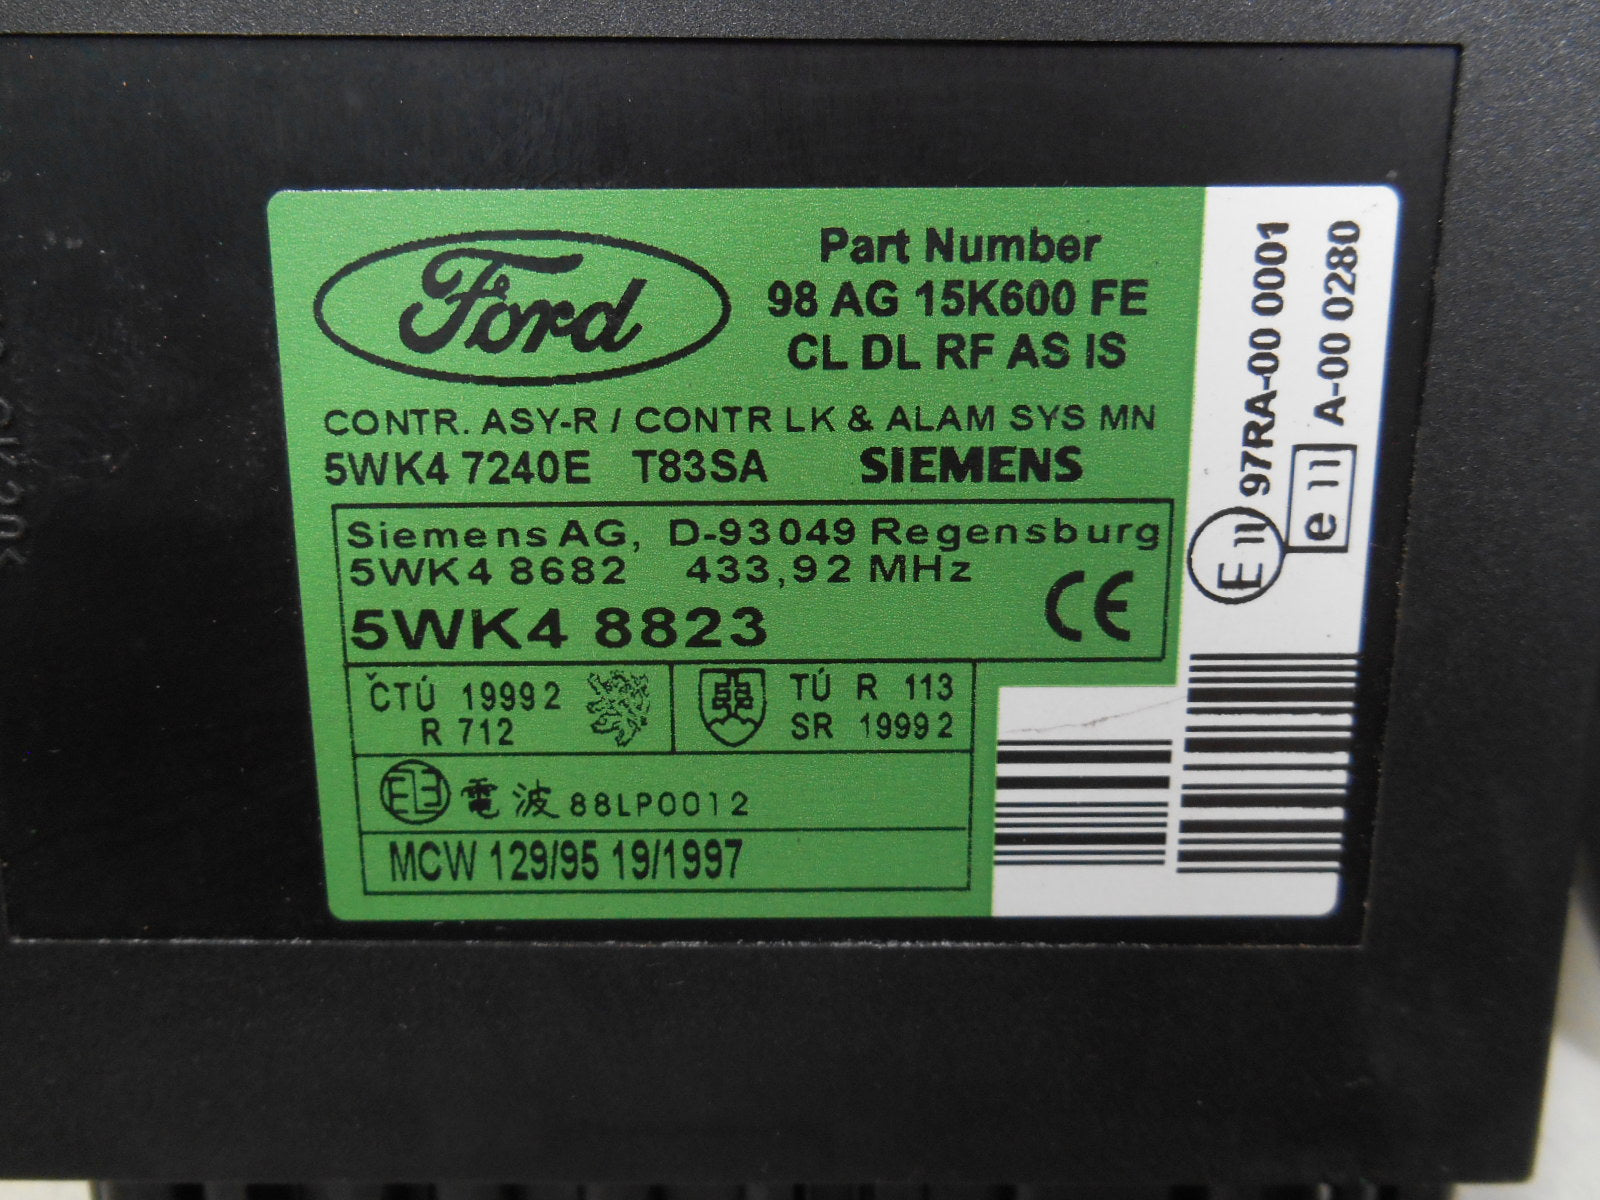 Ford
Part Number
98 AG 15K600 FE
CL DL RF AS IS
CONTR. ASY-R / CONTR LK & ALAM SYS MN
5WK4 7240E T83SA SIEMENS
Siemens AG, D-93049 Regensburg
5WK4 8682 433,92 MHz
5WK4 8823
CE
ČTÚ 1999 2
R 712
TÚ R 113
SR 1999 2
電波 88LP0012
MCW 129/95 19/1997
E11 97RA-00 0001
e11 A-00 0280